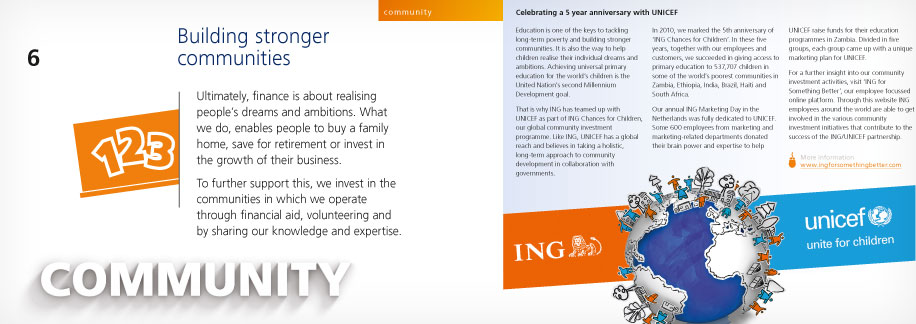 community
6
Building stronger
communities
123
Ultimately, finance is about realising
people's dreams and ambitions. What
we do, enables people to buy a family
home, save for retirement or invest in
the growth of their business.
To further support this, we invest in the
communities in which we operate
through financial aid, volunteering and
by sharing our knowledge and expertise.
COMMUNITY
Celebrating a 5 year anniversary with UNICEF
Education is one of the keys to tackling
long-term poverty and building stronger
communities. It is also the way to help
children realise their individual dreams and
ambitions. Achieving universal primary
education for the world's children is the
United Nation's second Millennium
Development goal.
That is why ING has teamed up with
UNICEF as part of ING Chances for Children,
our global community investment
programme. Like ING, UNICEF has a global
reach and believes in taking a holistic,
long-term approach to community
development in collaboration with
governments.
In 2010, we marked the 5th anniversary of
'ING Chances for Children'. In these five
years, together with our employees and
customers, we succeeded in giving access to
primary education to 537,707 children in
some of the world's poorest communities in
Zambia, Ethiopia, India, Brazil, Haiti and
South Africa.
Our annual ING Marketing Day in the
Netherlands was fully dedicated to UNICEF.
Some 600 employees from marketing and
marketing-related departments donated
their brain power and expertise to help
UNICEF raise funds for their education
programmes in Zambia. Divided in five
groups, each group came up with a unique
marketing plan for UNICEF.
For a further insight into our community
investment activities, visit 'ING for
Something Better', our employee focussed
online platform. Through this website ING
employees around the world are able to get
involved in the various community
investment initiatives that contribute to the
success of the ING/UNICEF partnership.
More information
www.ingforsomethingbetter.com
ING
unicef
unite for children